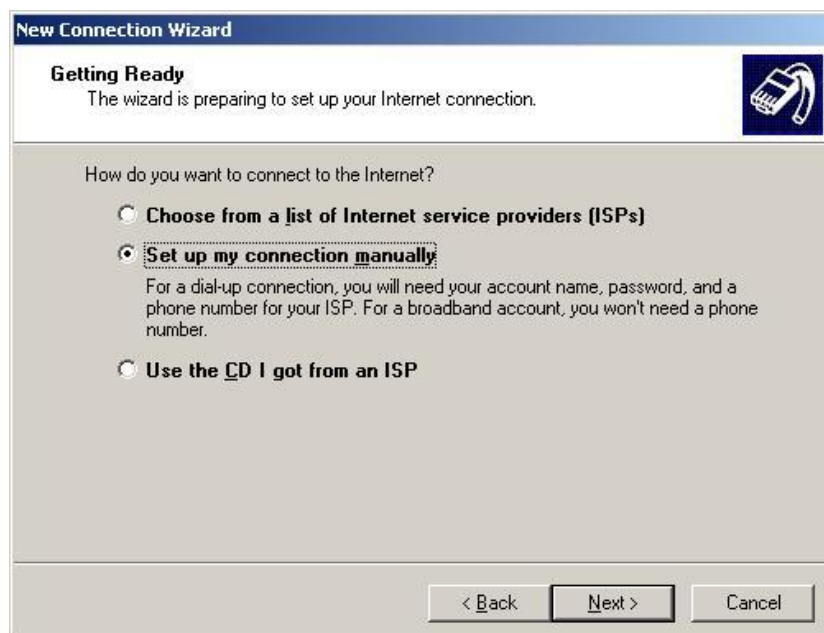 New Connection Wizard
Getting Ready
The wizard is preparing to set up your Internet connection.
How do you want to connect to the Internet?
Choose from a list of Internet service providers (ISPs)
Set up my connection manually
For a dial-up connection, you will need your account name, password, and a
phone number for your ISP. For a broadband account, you won't need a phone
number.
Use the CD I got from an ISP
< Back Next > Cancel